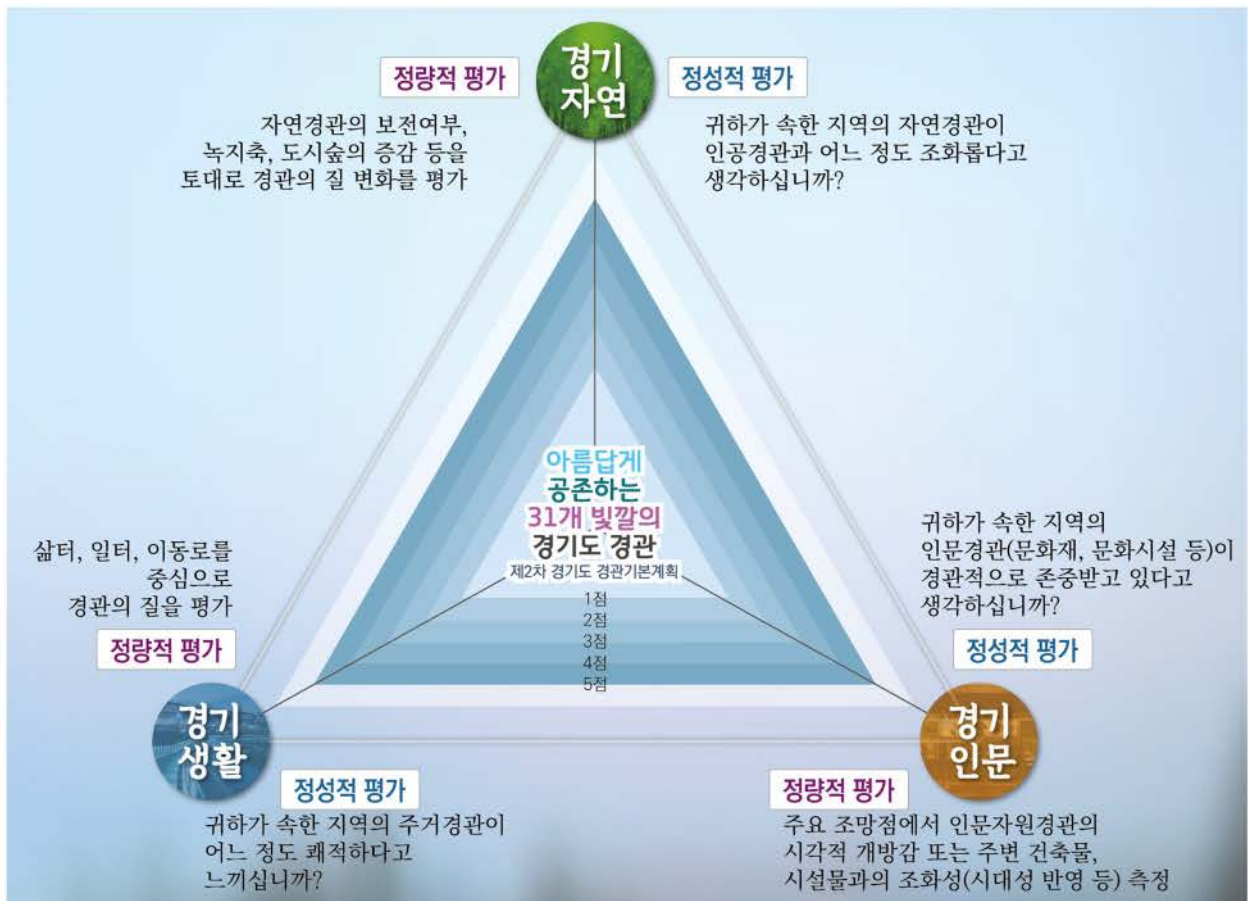 경기
자연
정량적 평가
자연경관의 보전여부,
녹지축, 도시숲의 증감 등을
토대로 경관의 질 변화를 평가
정성적 평가
귀하가 속한 지역의 자연경관이
인공경관과 어느 정도 조화롭다고
생각하십니까?
아름답게
공존하는
31개 빛깔의
경기도 경관
제2차 경기도 경관기본계획
1점
2점
3점
4점
5점
삶터, 일터, 이동로를
중심으로
경관의 질을 평가
정량적 평가
경기
생활
정성적 평가
귀하가 속한 지역의 주거경관이
어느 정도 쾌적하다고
느끼십니까?
귀하가 속한 지역의
인문경관(문화재, 문화시설 등)이
경관적으로 존중받고 있다고
생각하십니까?
정성적 평가
경기
인문
정량적 평가
주요 조망점에서 인문자원경관의
시각적 개방감 또는 주변 건축물,
시설물과의 조화성(시대성 반영 등) 측정